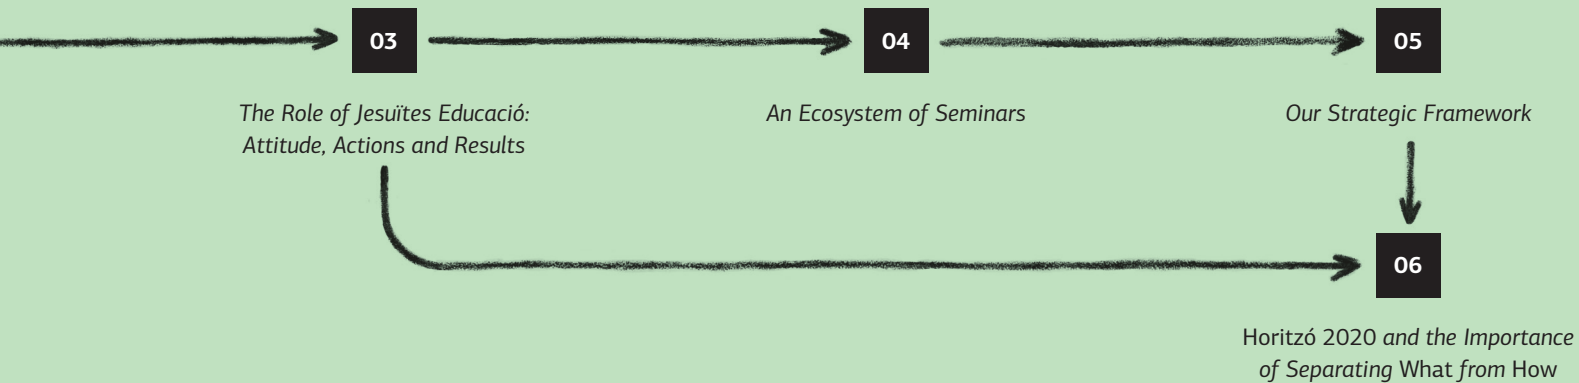 03
The Role of Jesuïtes Educació:
Attitude, Actions and Results
04
An Ecosystem of Seminars
05
Our Strategic Framework
06
Horitzó 2020 and the Importance
of Separating What from How